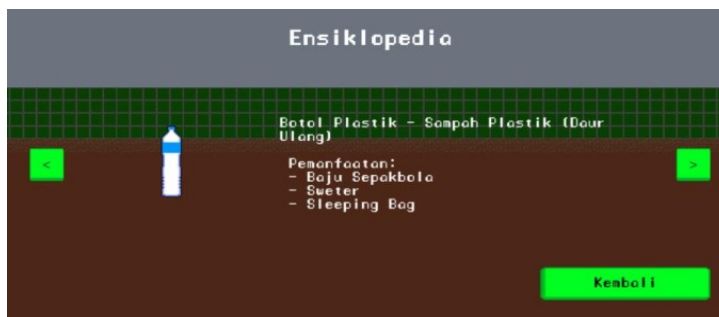 Ensiklopedia
Botol Plastik - Sampah Plastik (Daur
Ulang)
Pemanfaatan:
- Baju Sepakbola
- Sweter
- Sleeping Bag
<
>
Kembali